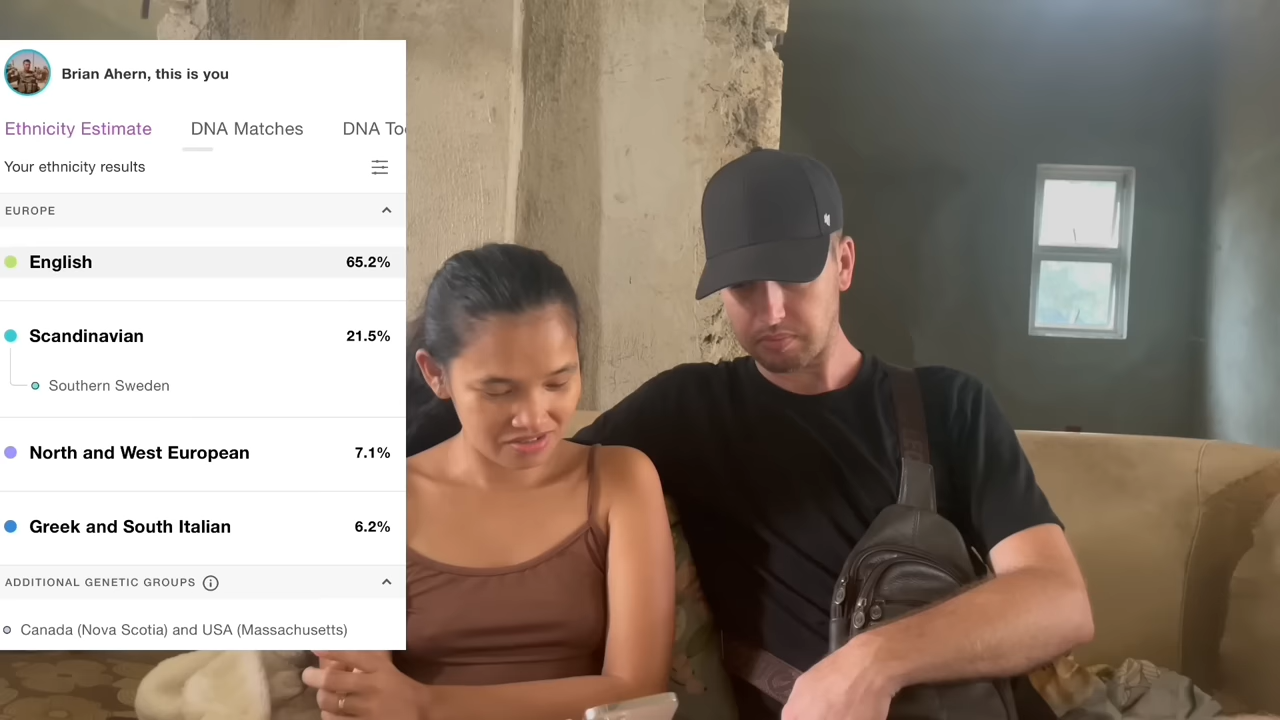 Brian Ahern, this is you
Ethnicity Estimate DNA Matches DNA Too
Your ethnicity results
EUROPE
English 65.2%
Scandinavian 21.5%
Southern Sweden
North and West European 7.1%
Greek and South Italian 6.2%
ADDITIONAL GENETIC GROUPS
Canada (Nova Scotia) and USA (Massachusetts)